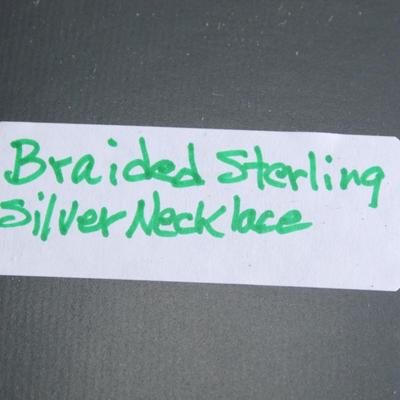 Braided Sterling
Silver Necklace